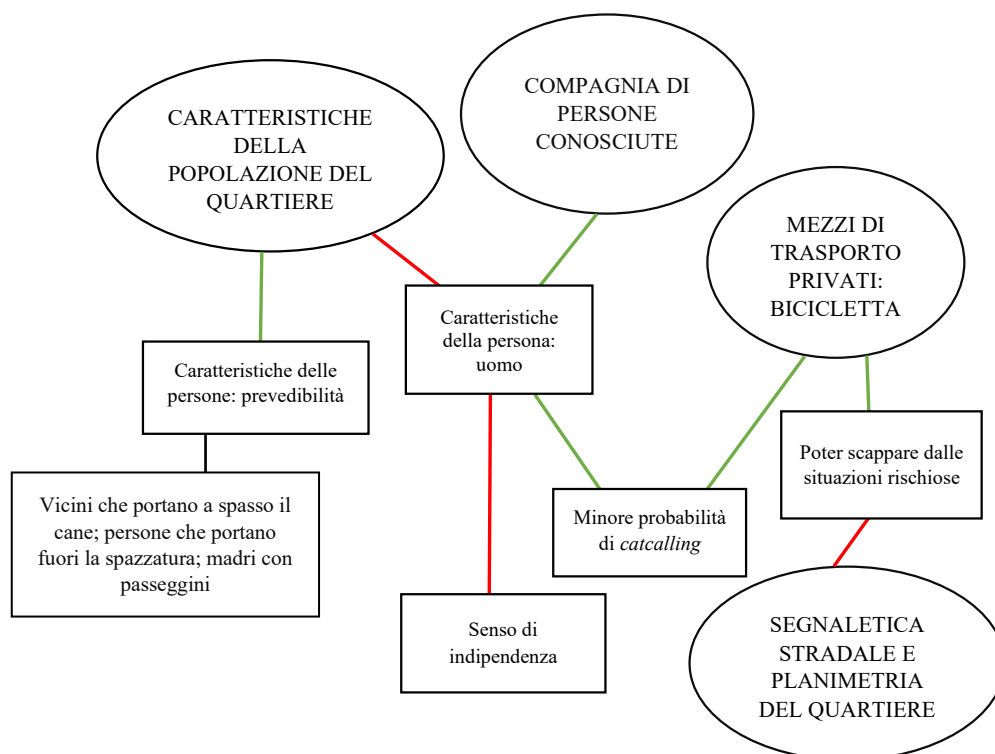 COMPAGNIA DI
PERSONE
CONOSCIUTE
CARATTERISTICHE
DELLA
POPOLAZIONE DEL
QUARTIERE
MEZZI DI
TRASPORTO
PRIVATI:
BICICLETTA
Caratteristiche
della persona:
uomo
Caratteristiche delle
persone: prevedibilità
Poter scappare dalle
situazioni rischiose
Vicini che portano a spasso il
cane; persone che portano
fuori la spazzatura; madri con
passeggini
Minore probabilità
di catcalling
Senso di
indipendenza
SEGNALETICA
STRADALE E
PLANIMETRIA
DEL QUARTIERE